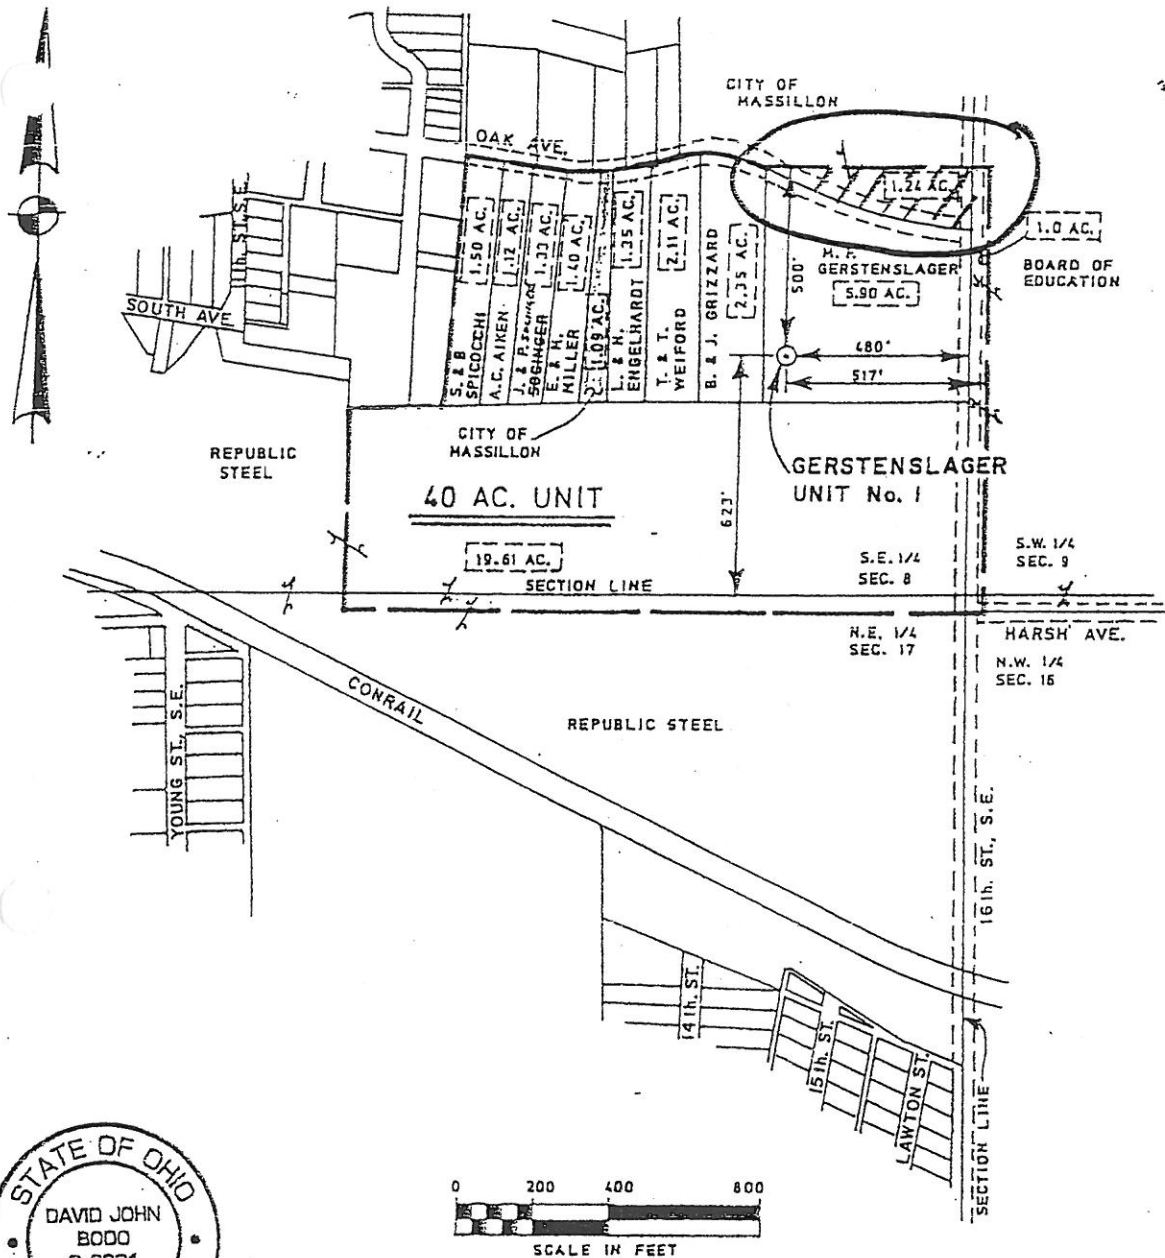 CITY OF
MASSILLON
OAK AVE.
1.24 AC.
1.0 AC.
BOARD OF
EDUCATION
GERSTENSLAGER
5.90 AC.
11th. ST. S.E.
SOUTH AVE
1.50 AC.
1.12 AC.
1.40 AC.
1.09 AC.
1.35 AC.
2.11 AC.
2.35 AC.
S. & B
SPICOCCHI
A. C. AIKEN
J. & P.
E. & H.
MILLER
L. & H.
ENGELHARDT
T. & T.
WEIFORD
B. & J. GRIZZARD
500'
480'
517'
623'
CITY OF
MASSILLON
REPUBLIC
STEEL
GERSTENSLAGER
UNIT No. 1
40 AC. UNIT
19.61 AC.
SECTION LINE
S.E. 1/4
SEC. 8
S.W. 1/4
SEC. 9
N.E. 1/4
SEC. 17
HARSH AVE.
N.W. 1/4
SEC. 16
CONRAIL
REPUBLIC STEEL
YOUNG ST., S.E.
16th. ST., S.E.
14th. ST.
15th. ST.
LAWTON ST.
SECTION LINE
STATE OF OHIO
DAVID JOHN
BODO
0 200 400 800
SCALE IN FEET